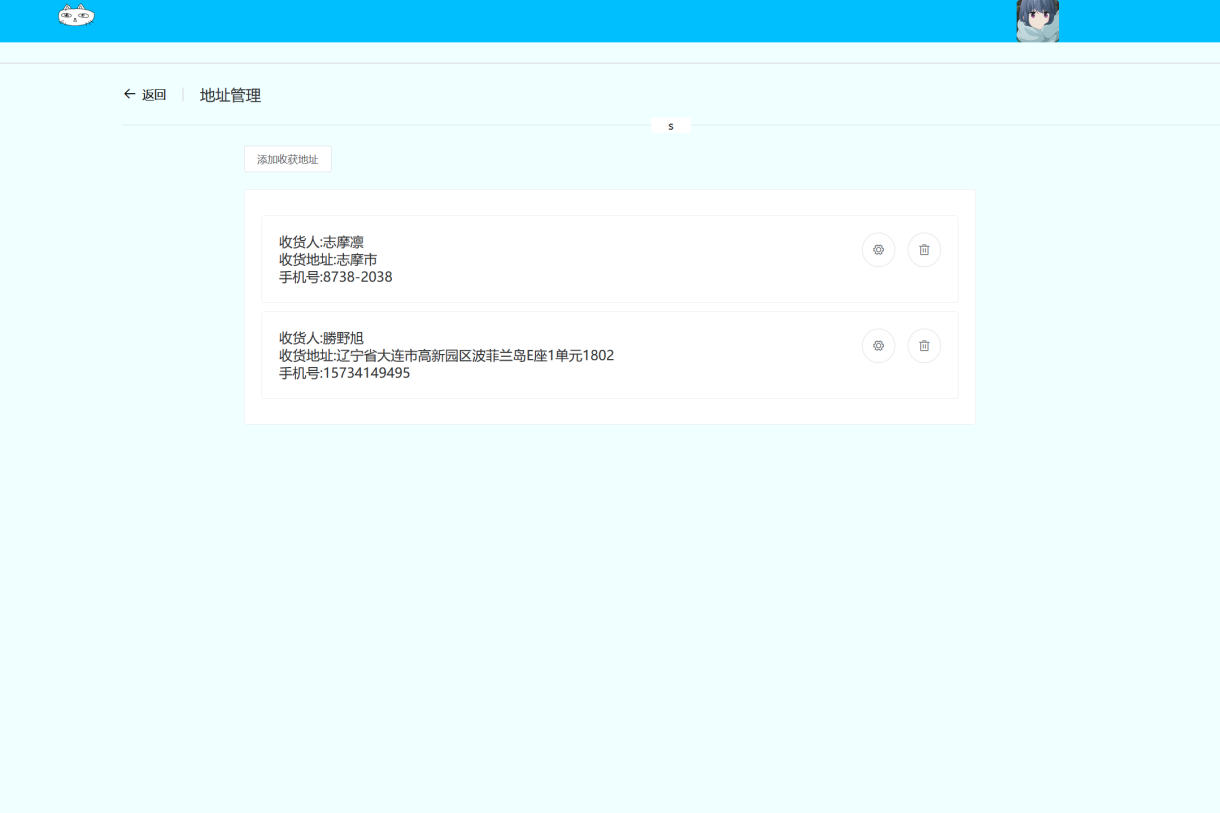 返回 地址管理
s
添加收获地址
收货人:志摩凛
收货地址:志摩市
手机号:8738-2038
收货人:勝野旭
收货地址:辽宁省大连市高新园区波菲兰岛E座1单元1802
手机号:15734149495